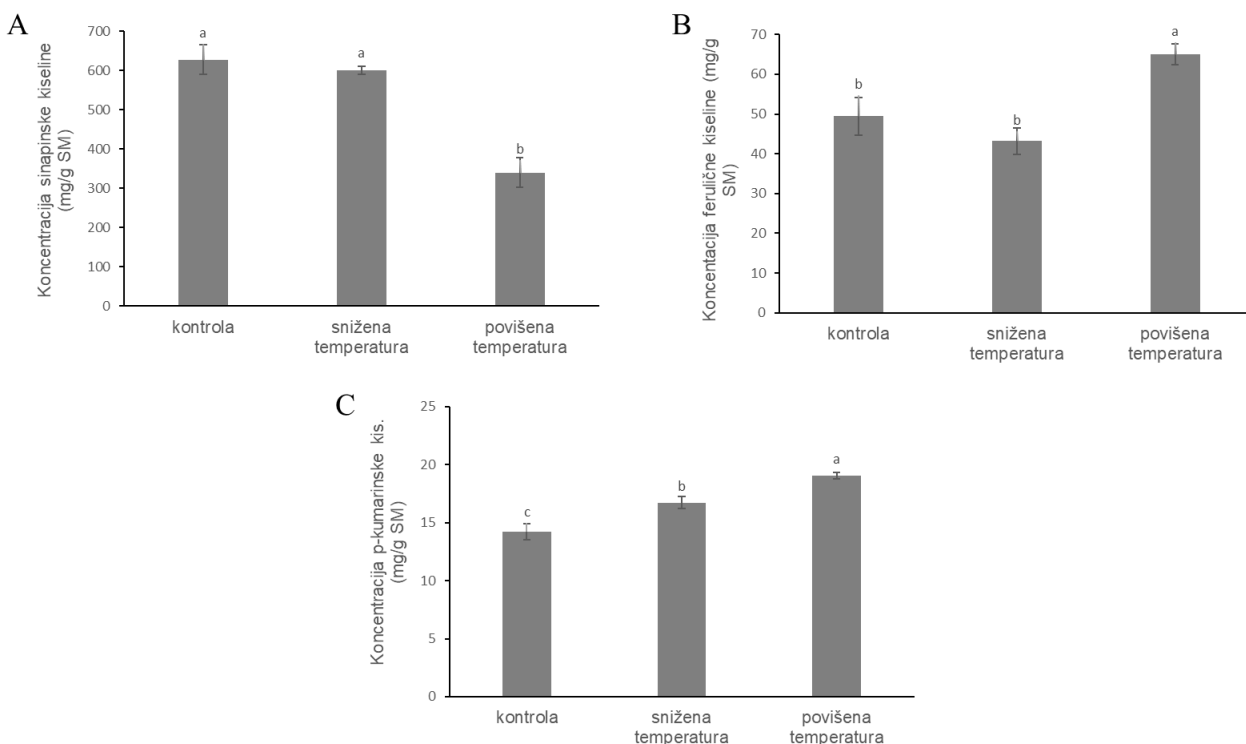 A
Koncentracija sinapinske kiseline
(mg/g SM)
700
600
500
400
300
200
100
0
a
a
b
kontrola
snižena
temperatura
povišena
temperatura
B
Koncentacija ferulične kiseline (mg/g
SM)
70
60
50
40
30
20
10
0
b
b
a
kontrola
snižena
temperatura
povišena
temperatura
C
Koncentracija p-kumarinske kis.
(mg/g SM)
25
20
15
10
5
0
c
b
a
kontrola
snižena
temperatura
povišena
temperatura